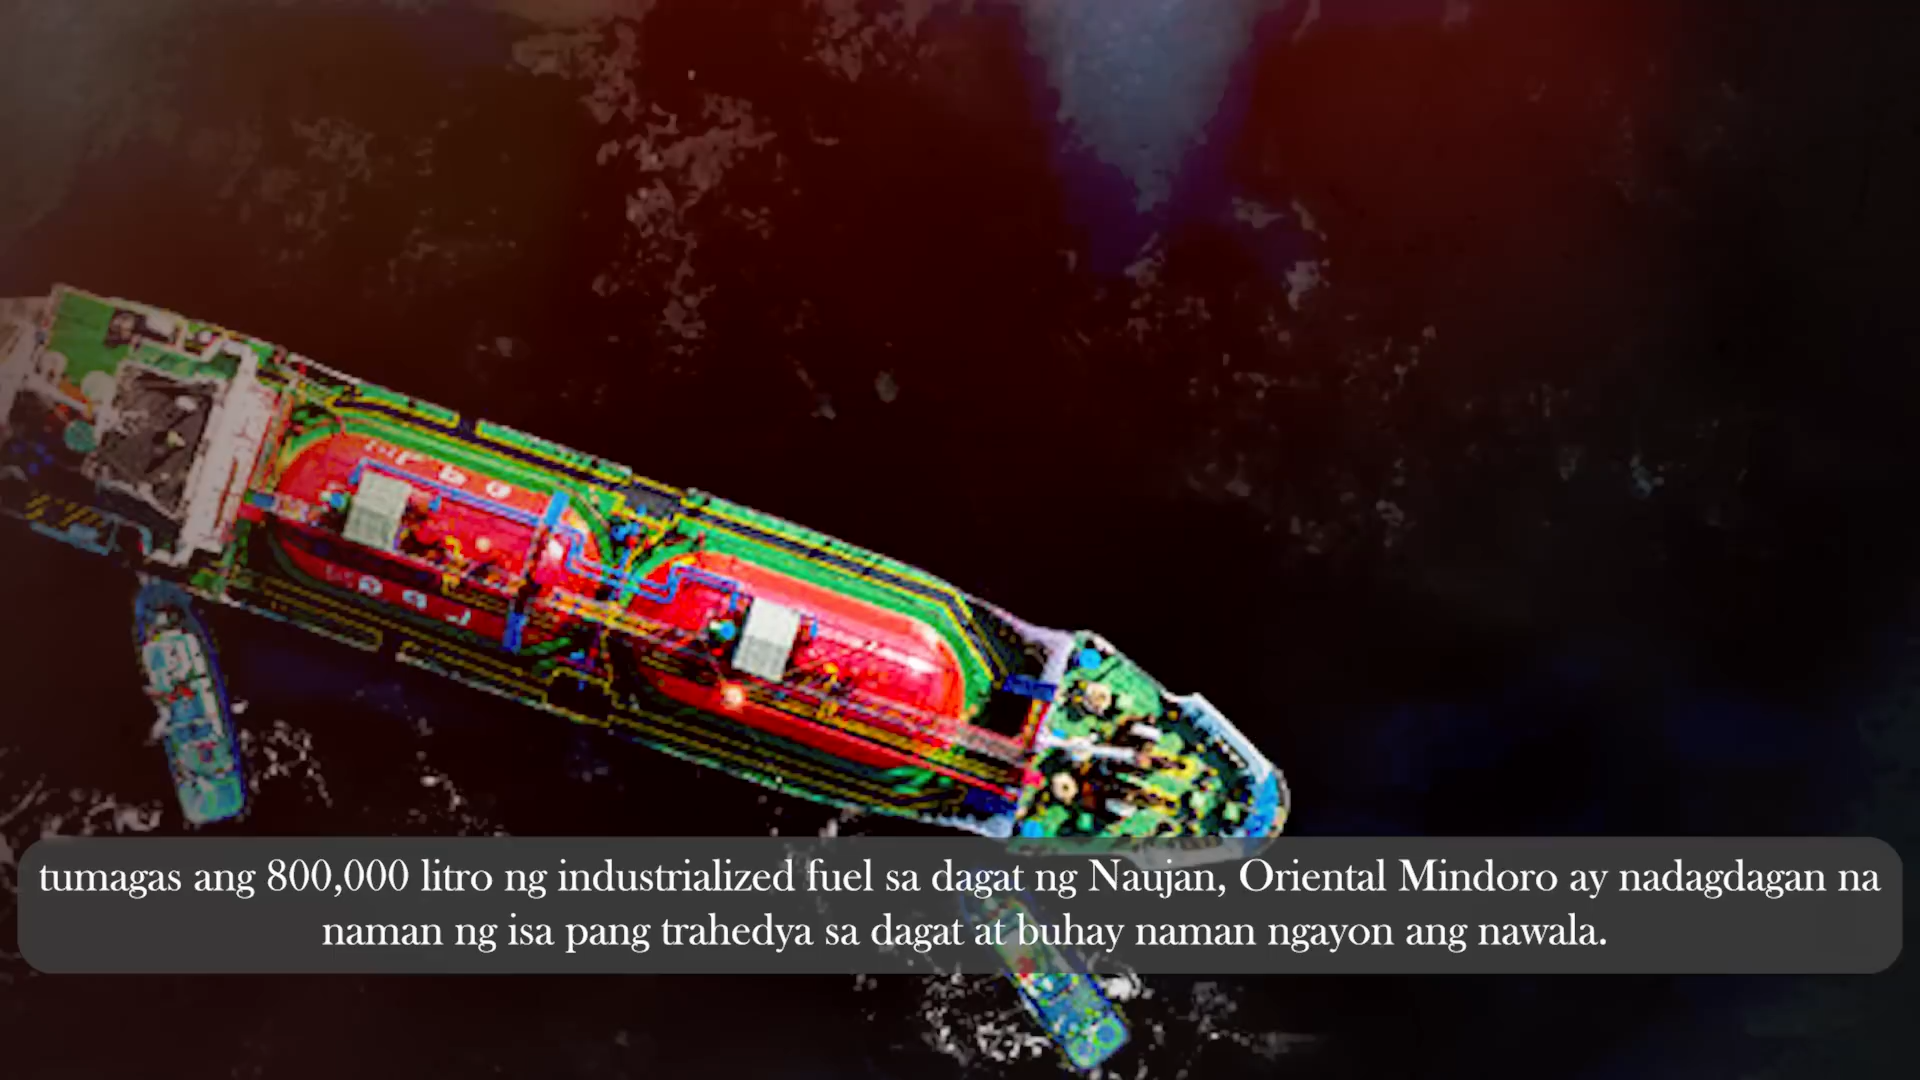 tumagas ang 800,000 litro ng industrialized fuel sa dagat ng Naujan, Oriental Mindoro ay nadagdagan na
naman ng isa pang trahedya sa dagat at buhay naman ngayon ang nawala.